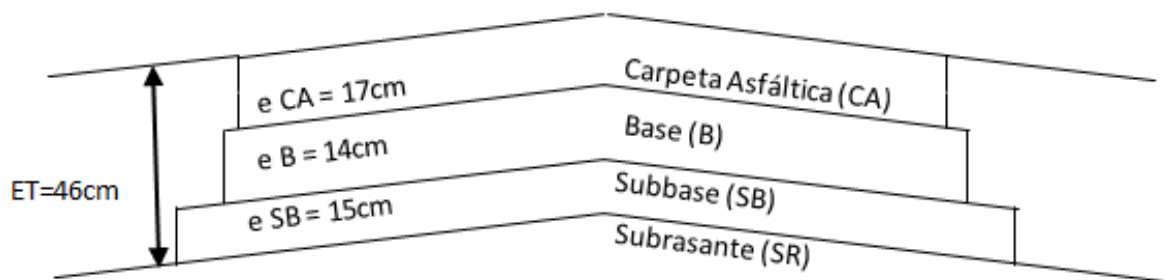 e CA = 17cm
Carpeta Asfáltica (CA)
e B = 14cm
Base (B)
ET=46cm
e SB = 15cm
Subbase (SB)
Subrasante (SR)